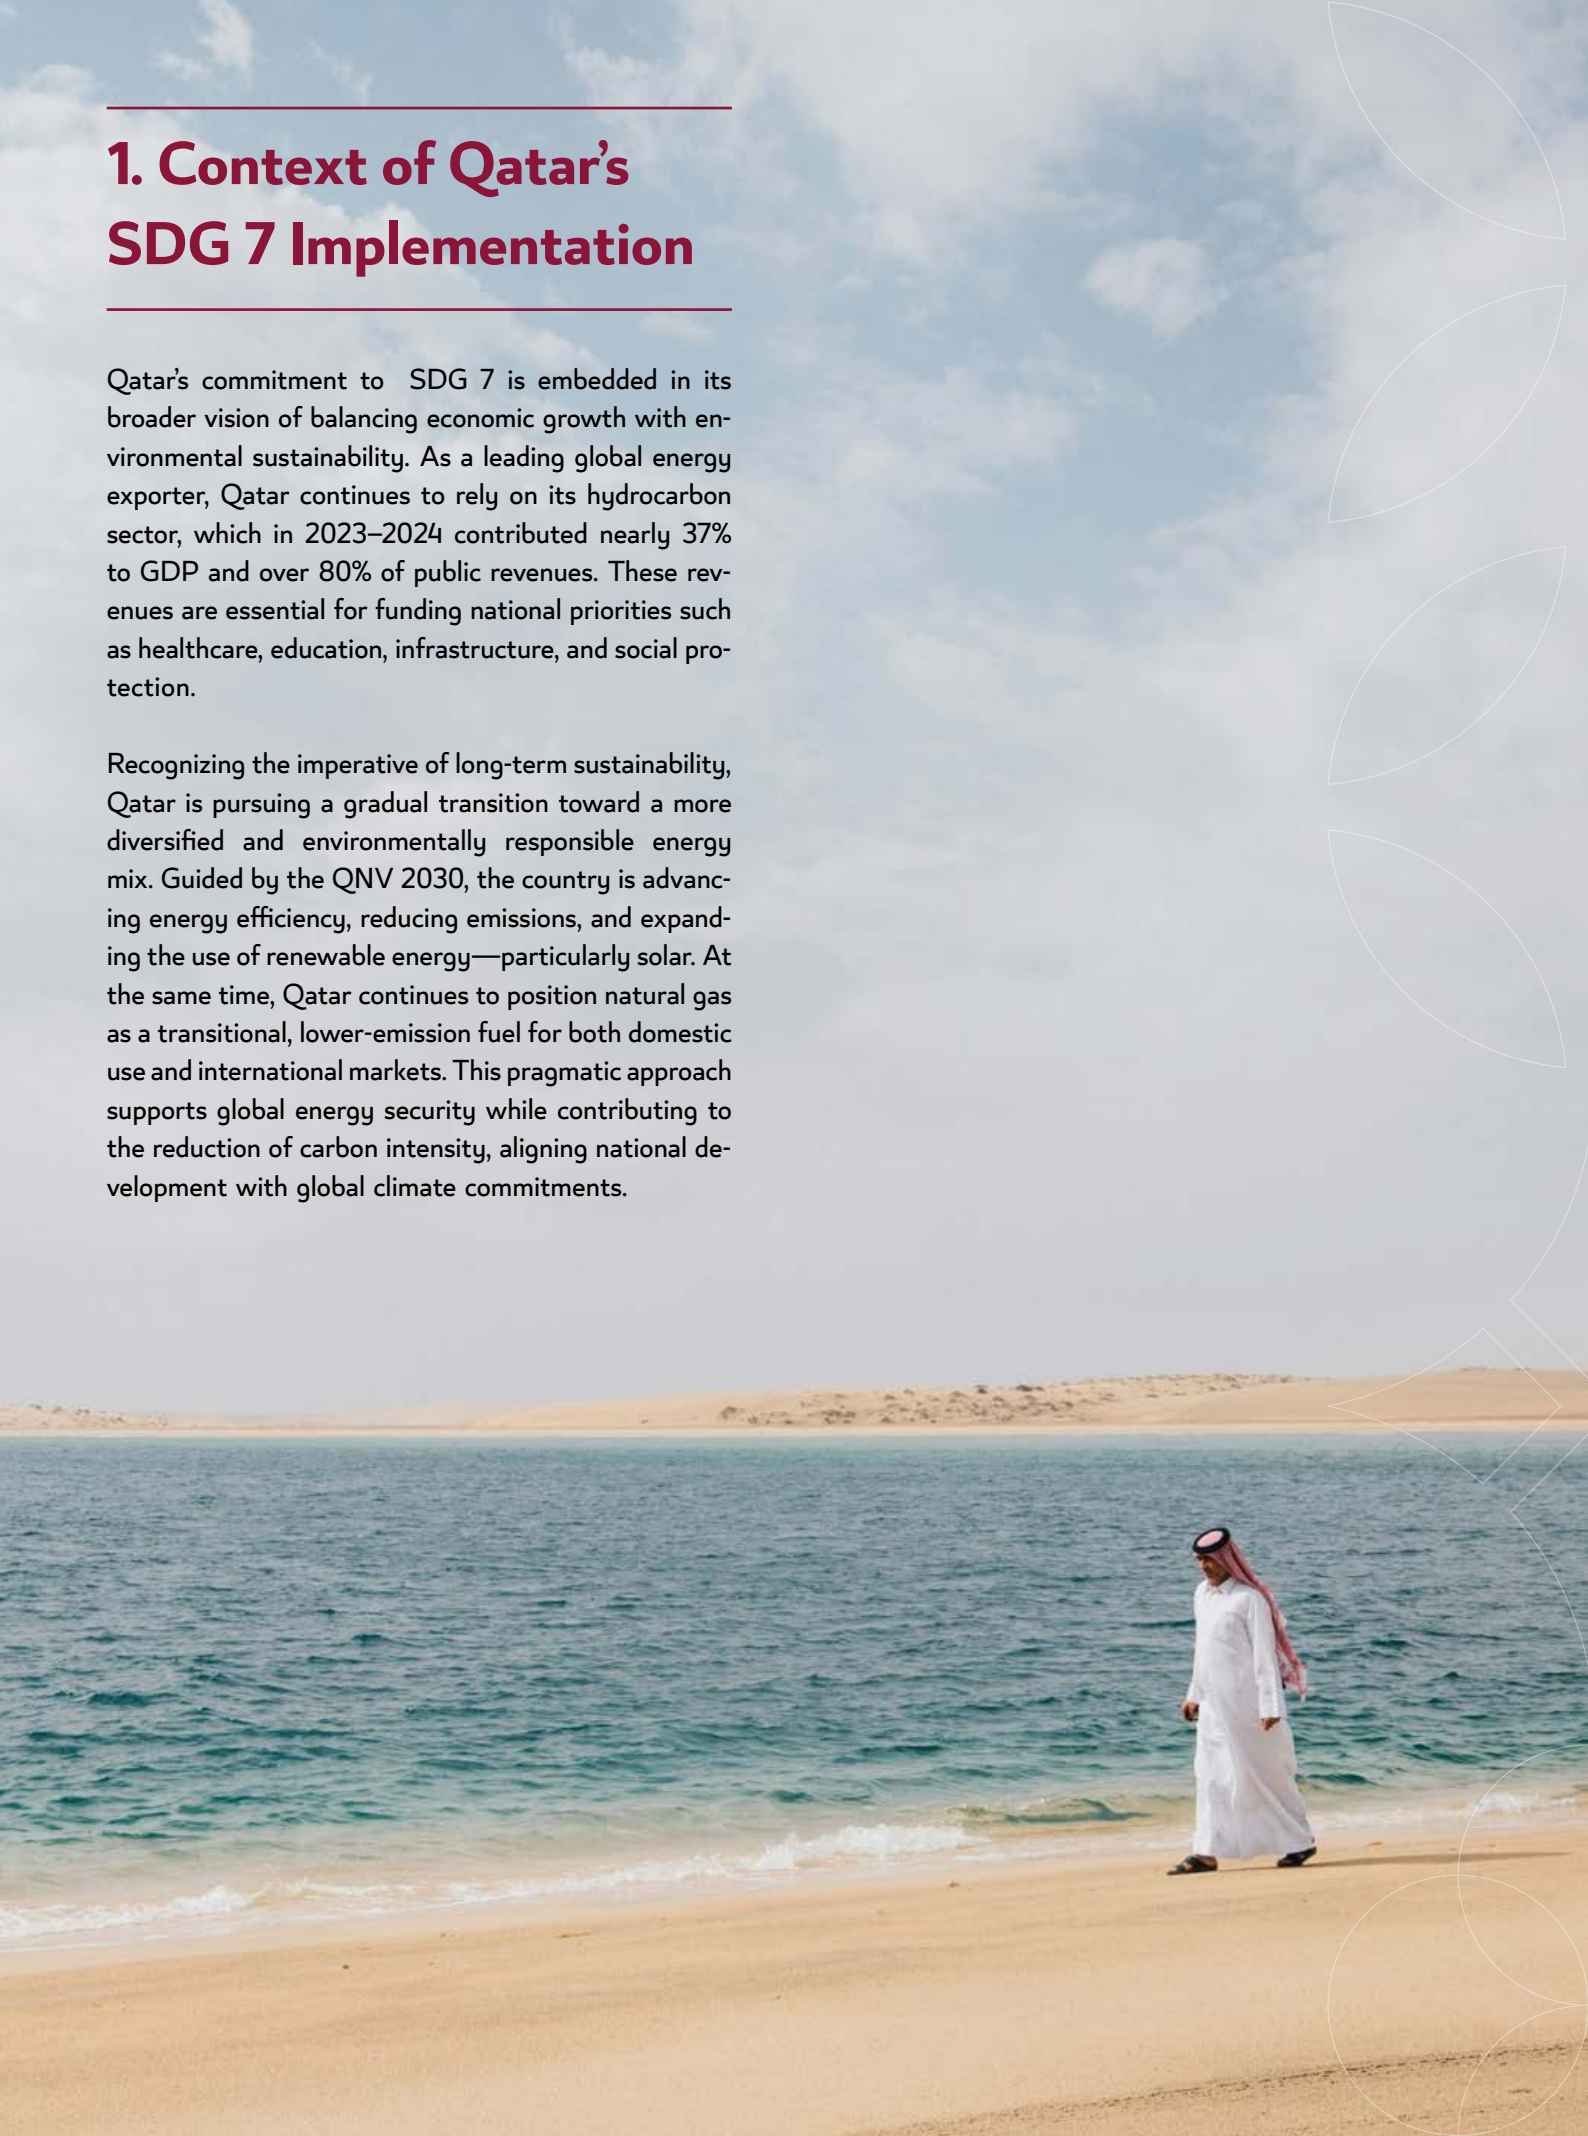 1. Context of Qatar's
SDG 7 Implementation
Qatar's commitment to SDG 7 is embedded in its
broader vision of balancing economic growth with en-
vironmental sustainability. As a leading global energy
exporter, Qatar continues to rely on its hydrocarbon
sector, which in 2023–2024 contributed nearly 37%
to GDP and over 80% of public revenues. These rev-
enues are essential for funding national priorities such
as healthcare, education, infrastructure, and social pro-
tection.
Recognizing the imperative of long-term sustainability,
Qatar is pursuing a gradual transition toward a more
diversified and environmentally responsible energy
mix. Guided by the QNV 2030, the country is advanc-
ing energy efficiency, reducing emissions, and expand-
ing the use of renewable energy—particularly solar. At
the same time, Qatar continues to position natural gas
as a transitional, lower-emission fuel for both domestic
use and international markets. This pragmatic approach
supports global energy security while contributing to
the reduction of carbon intensity, aligning national de-
velopment with global climate commitments.